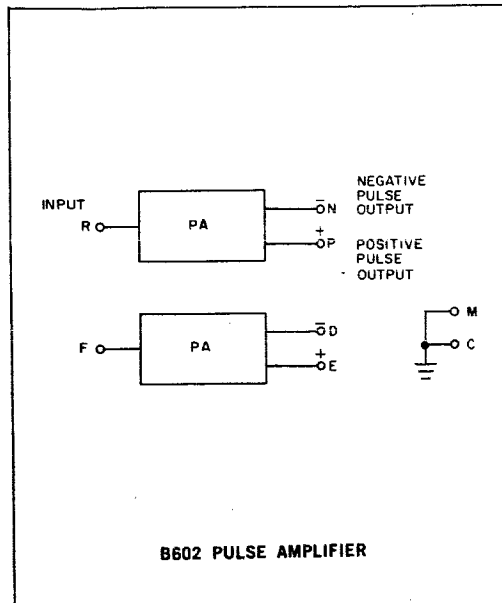 NEGATIVE
PULSE
OUTPUT
INPUT
R
PA
− N
+ P
POSITIVE
PULSE
OUTPUT
F
PA
− D
+ E
M
C
B602 PULSE AMPLIFIER